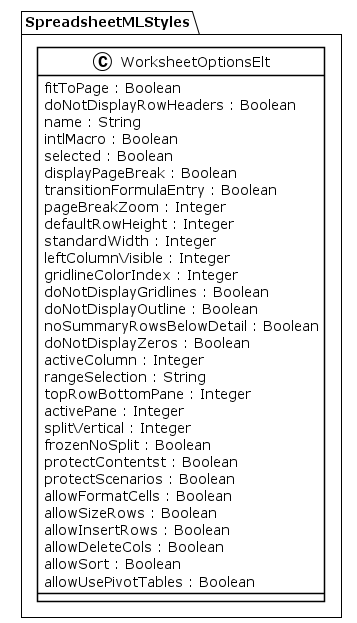 SpreadsheetMLStyles
C WorksheetOptionsElt
fitToPage : Boolean
doNotDisplayRowHeaders : Boolean
name : String
intlMacro : Boolean
selected : Boolean
displayPageBreak : Boolean
transitionFormulaEntry : Boolean
pageBreakZoom : Integer
defaultRowHeight : Integer
standardWidth : Integer
leftColumnVisible : Integer
gridlineColorIndex : Integer
doNotDisplayGridlines : Boolean
doNotDisplayOutline : Boolean
noSummaryRowsBelowDetail : Boolean
doNotDisplayZeros : Boolean
activeColumn : Integer
rangeSelection : String
topRowBottomPane : Integer
activePane : Integer
splitVertical : Integer
frozenNoSplit : Boolean
protectContentst : Boolean
protectScenarios : Boolean
allowFormatCells : Boolean
allowSizeRows : Boolean
allowInsertRows : Boolean
allowDeleteCols : Boolean
allowSort : Boolean
allowUsePivotTables : Boolean